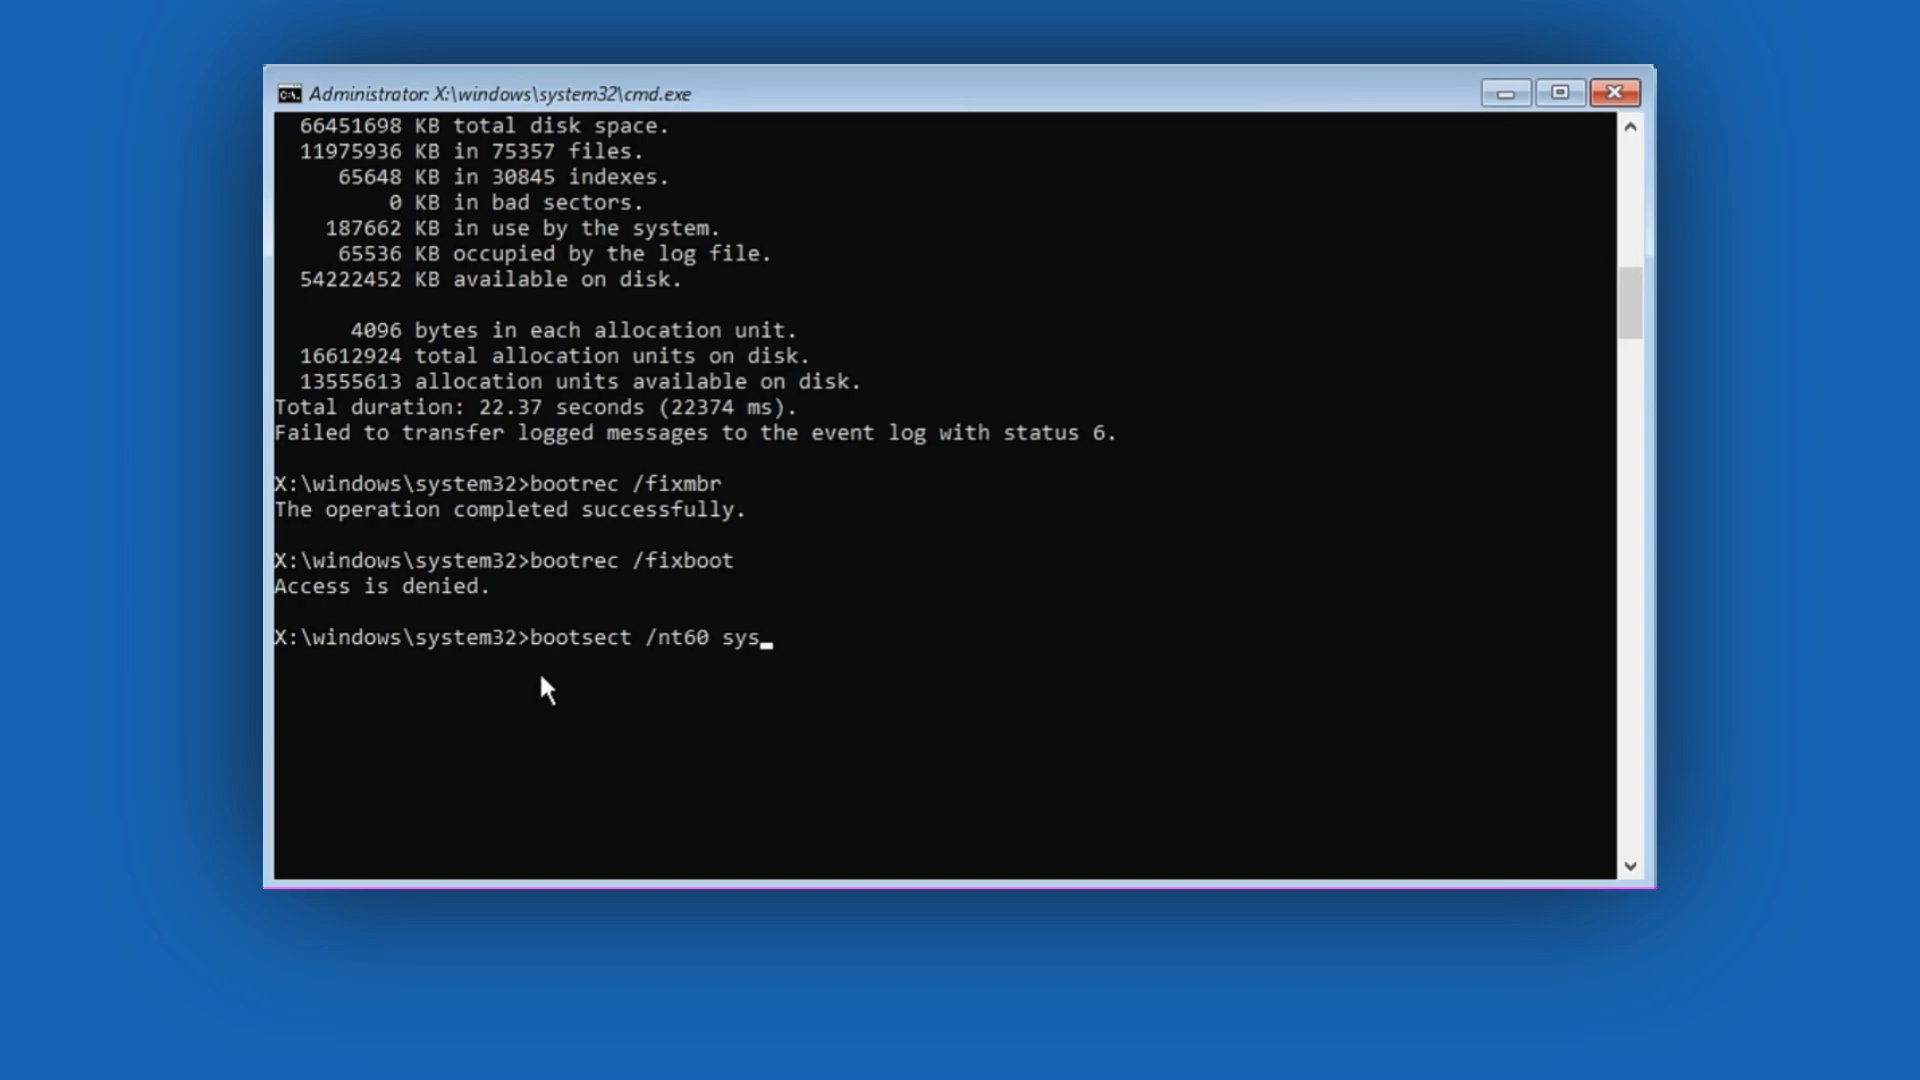 Administrator: X:\windows\system32\cmd.exe
66451698 KB total disk space.
11975936 KB in 75357 files.
65648 KB in 30845 indexes.
0 KB in bad sectors.
187662 KB in use by the system.
65536 KB occupied by the log file.
54222452 KB available on disk.
4096 bytes in each allocation unit.
16612924 total allocation units on disk.
13555613 allocation units available on disk.
Total duration: 22.37 seconds (22374 ms).
Failed to transfer logged messages to the event log with status 6.
X:\windows\system32>bootrec /fixmbr
The operation completed successfully.
X:\windows\system32>bootrec /fixboot
Access is denied.
X:\windows\system32>bootsect /nt60 sys